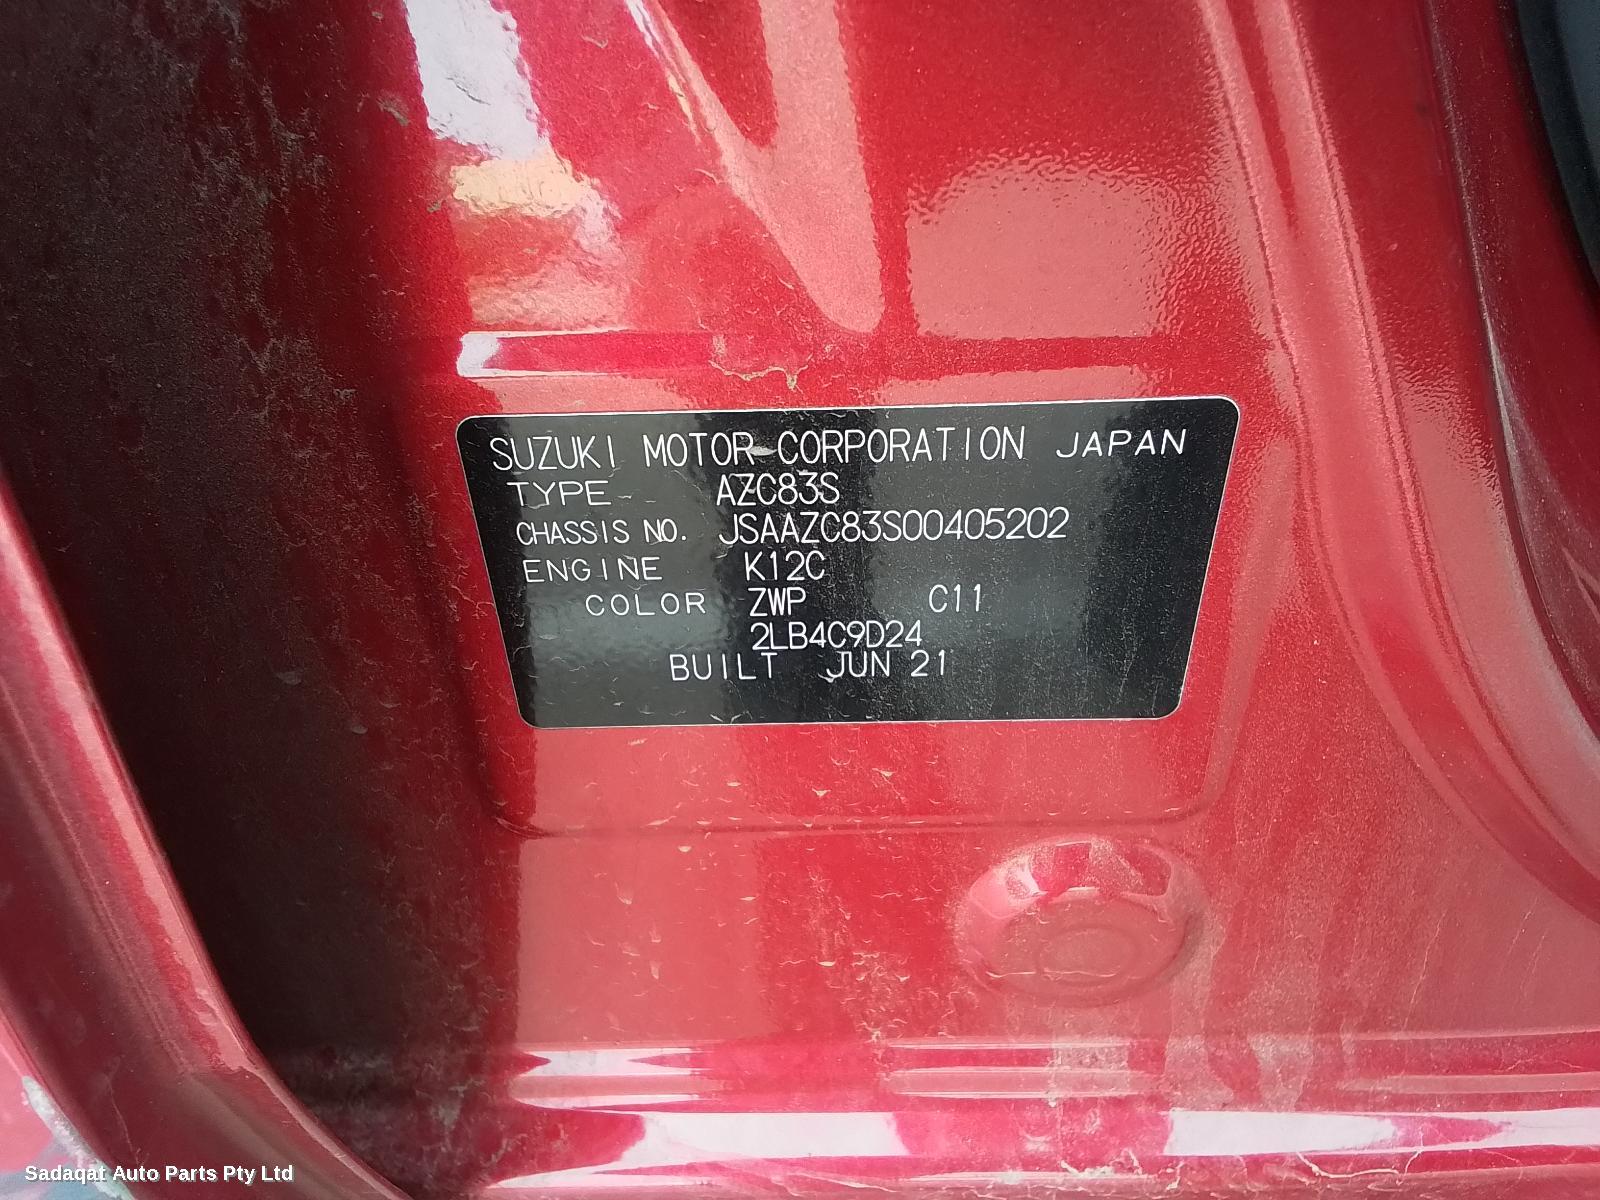 SUZUKI MOTOR CORPORATION JAPAN
TYPE AZC83S
CHASSIS NO. JSAAZC83S00405202
ENGINE K12C
COLOR ZWP C11
2LB4C9D24
BUILT JUN 21
Sadaqat Auto Parts Pty Ltd